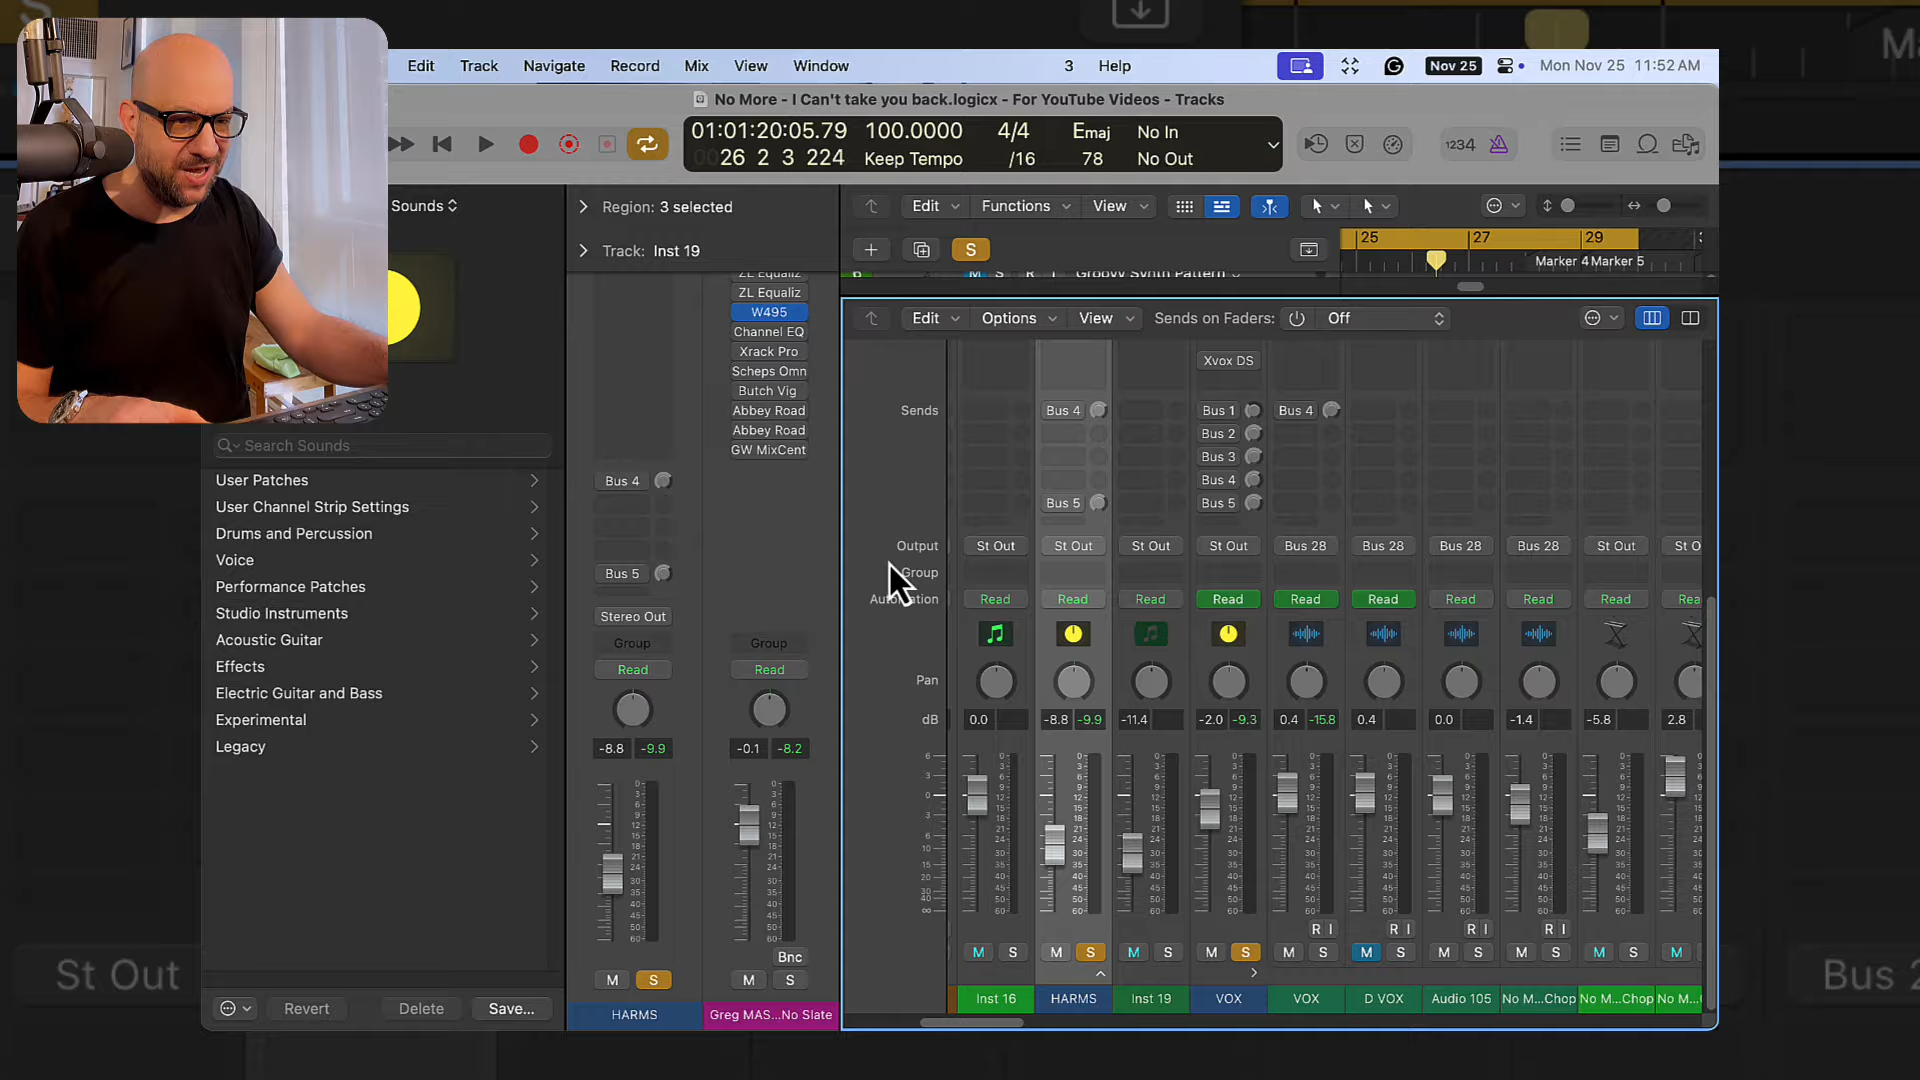 Edit Track Navigate Record Mix View Window 3 Help Nov 25 Mon Nov 25 11:52 AM
No More - I Can't take you back.logicx - For YouTube Videos - Tracks
01:01:20:05.79 100.0000 4/4 Emaj No In
0026 2 3 224 Keep Tempo /16 78 No Out
1234
Sounds
Region: 3 selected
Edit Functions View
Track: Inst 19
S
25 27 29
Marker 4 Marker 5
M S R I Groovy Synth Pattern
ZL Equaliz
ZL Equaliz
W495
Channel EQ
Xrack Pro
Scheps Omn
Butch Vig
Abbey Road
Abbey Road
GW MixCent
Edit Options View Sends on Faders: Off
Xvox DS
Sends Bus 4 Bus 1 Bus 4
Bus 2
Bus 3
Bus 4
Bus 5 Bus 5
Output St Out St Out St Out St Out Bus 28 Bus 28 Bus 28 Bus 28 St Out St O
Group
Read Read Read Read Read Read Read Read Read Rea
Pan
dB 0.0 -8.8 -9.9 -11.4 -2.0 -9.3 0.4 -15.8 0.4 0.0 -1.4 -5.8 2.8
R I R I R I R I
M S M S M S M S M S M S M S M S M S M
Inst 16 HARMS Inst 19 VOX VOX D VOX Audio 105 No M...Chop No M...Chop No M...
Bus 4
Bus 5
Stereo Out
Group Group
Read Read
-8.8 -9.9 -0.1 -8.2
Bnc
M S M S
HARMS Greg MAS...No Slate
Search Sounds
User Patches
User Channel Strip Settings
Drums and Percussion
Voice
Performance Patches
Studio Instruments
Acoustic Guitar
Effects
Electric Guitar and Bass
Experimental
Legacy
Revert Delete Save...
St Out
Bus 2